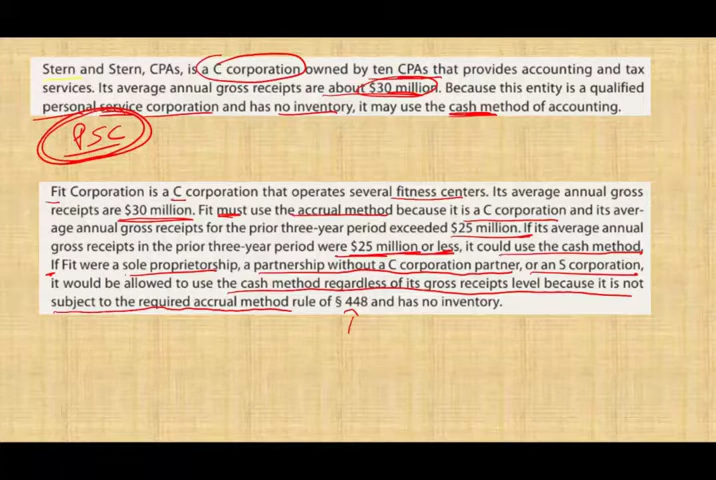 Stern and Stern, CPAs, is a C corporation owned by ten CPAs that provides accounting and tax
services. Its average annual gross receipts are about $30 million. Because this entity is a qualified
personal service corporation and has no inventory, it may use the cash method of accounting.
PSC
Fit Corporation is a C corporation that operates several fitness centers. Its average annual gross
receipts are $30 million. Fit must use the accrual method because it is a C corporation and its aver-
age annual gross receipts for the prior three-year period exceeded $25 million. If its average annual
gross receipts in the prior three-year period were $25 million or less, it could use the cash method.
If Fit were a sole proprietorship, a partnership without a C corporation partner, or an S corporation,
it would be allowed to use the cash method regardless of its gross receipts level because it is not
subject to the required accrual method rule of § 448 and has no inventory.